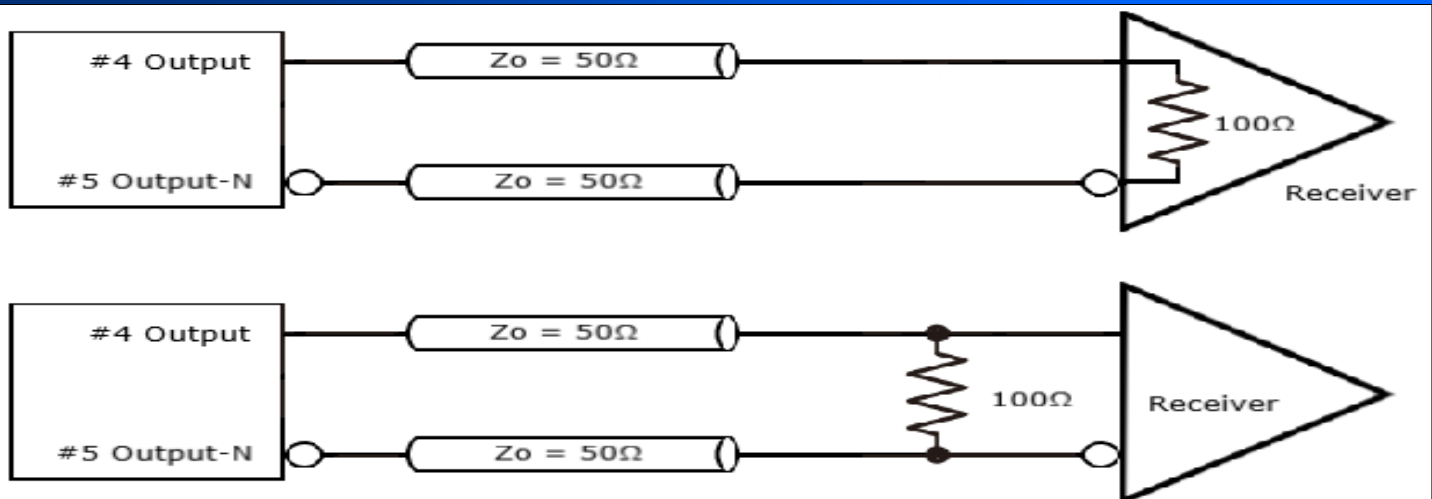 #4 Output
Zo = 50Ω
100Ω
#5 Output-N
Zo = 50Ω
Receiver
#4 Output
Zo = 50Ω
100Ω
Receiver
#5 Output-N
Zo = 50Ω